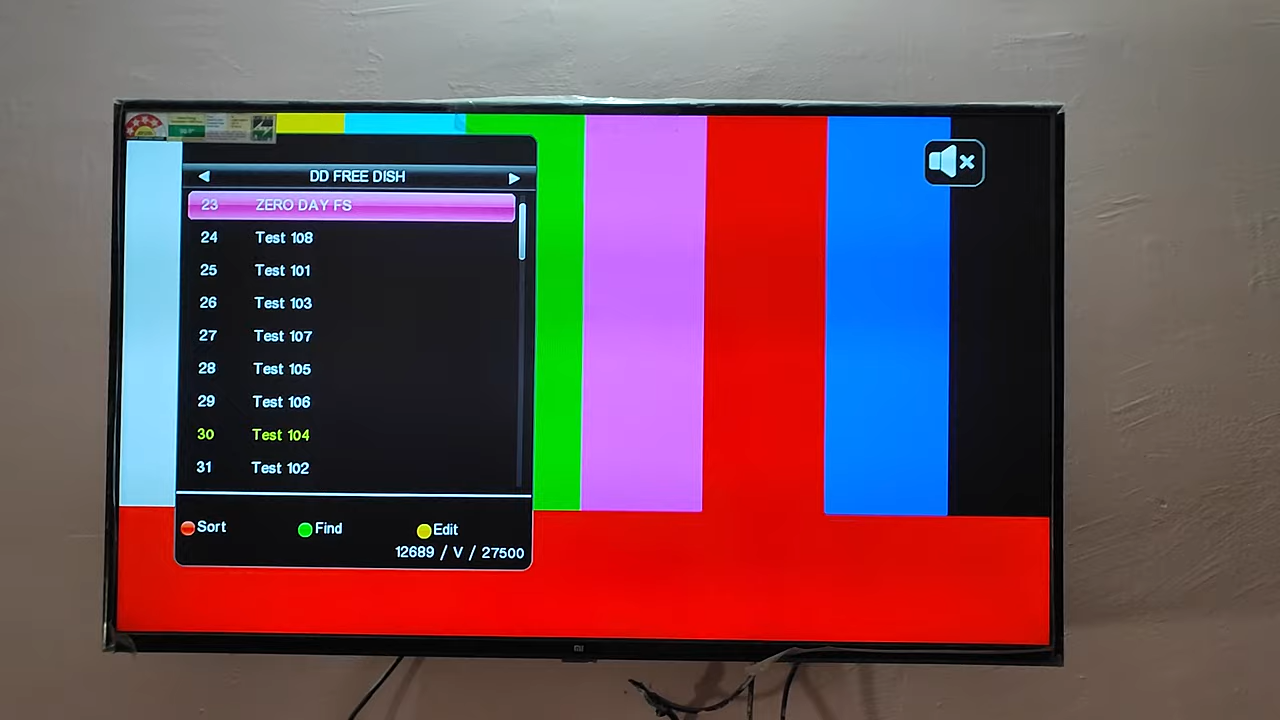 DD FREE DISH
23 ZERO DAY FS
24 Test 108
25 Test 101
26 Test 103
27 Test 107
28 Test 105
29 Test 106
30 Test 104
31 Test 102
Sort Find Edit
12689 / V / 27500
mi